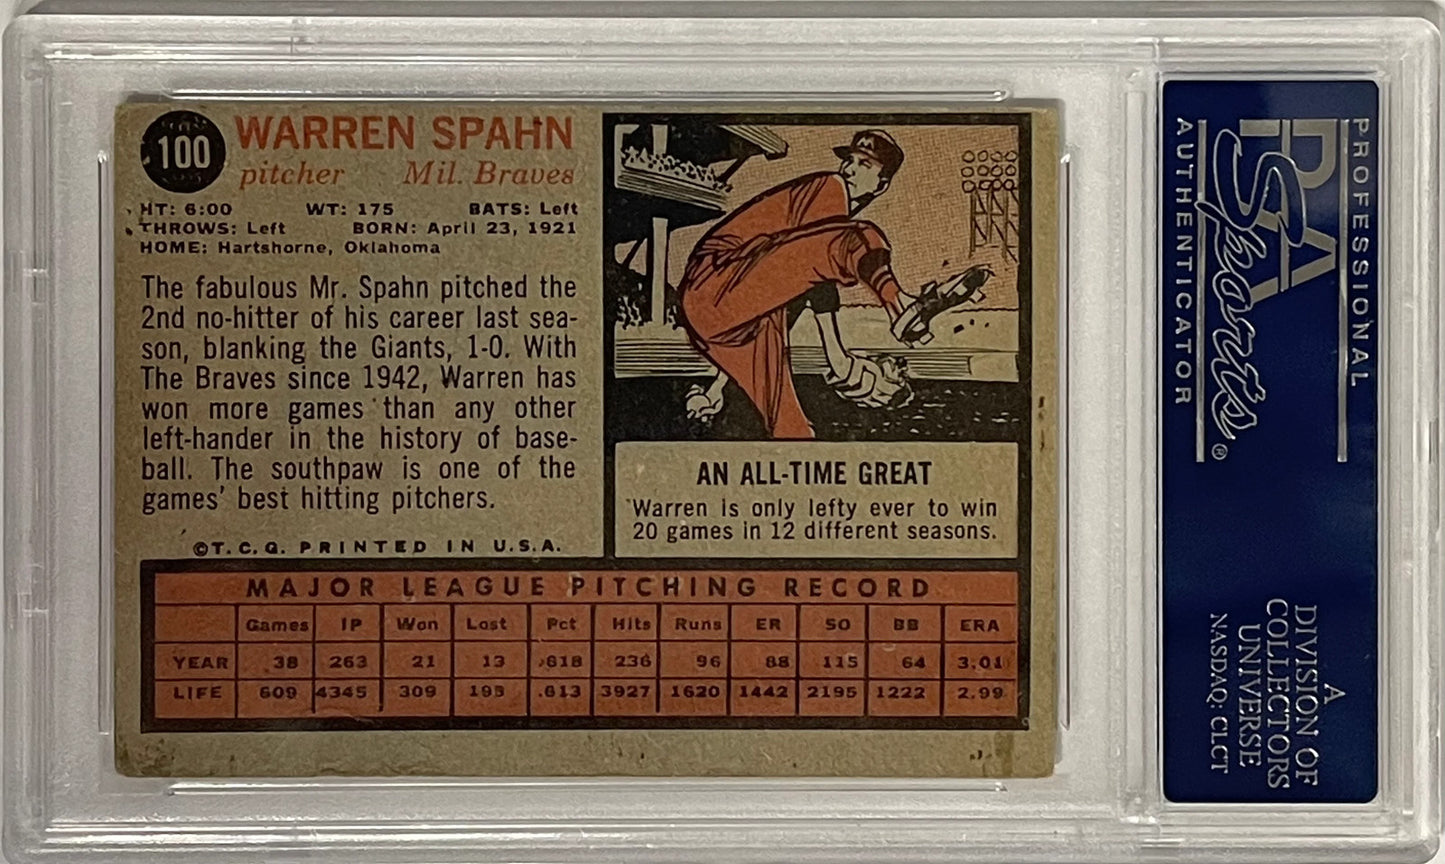 100
WARREN SPAHN
pitcher Mil. Braves
HT: 6:00 WT: 175 BATS: Left
THROWS: Left BORN: April 23, 1921
HOME: Hartshorne, Oklahoma
The fabulous Mr. Spahn pitched the
2nd no-hitter of his career last sea-
son, blanking the Giants, 1-0. With
The Braves since 1942, Warren has
won more games than any other
left-hander in the history of base-
ball. The southpaw is one of the
games' best hitting pitchers.
©T.C.G. PRINTED IN U.S.A.
M
AN ALL-TIME GREAT
Warren is only lefty ever to win
20 games in 12 different seasons.
MAJOR LEAGUE PITCHING RECORD
Games IP Won Lost Pct Hits Runs ER SO BB ERA
YEAR 38 263 21 13 .618 236 96 88 115 64 3.01
LIFE 609 4345 309 195 .613 3927 1620 1442 2195 1222 2.99
PROFESSIONAL
PSA
Sports®
AUTHENTICATOR
A
DIVISION OF
COLLECTORS
UNIVERSE
NASDAQ: CLCT